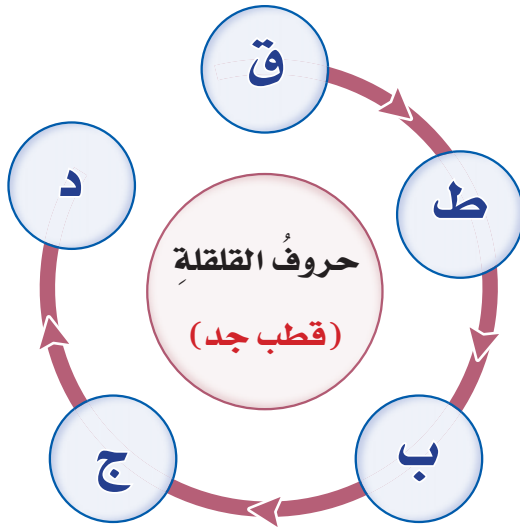 ق
ط
ب
ج
د
حروفُ القلقلةِ
(قطب جد)